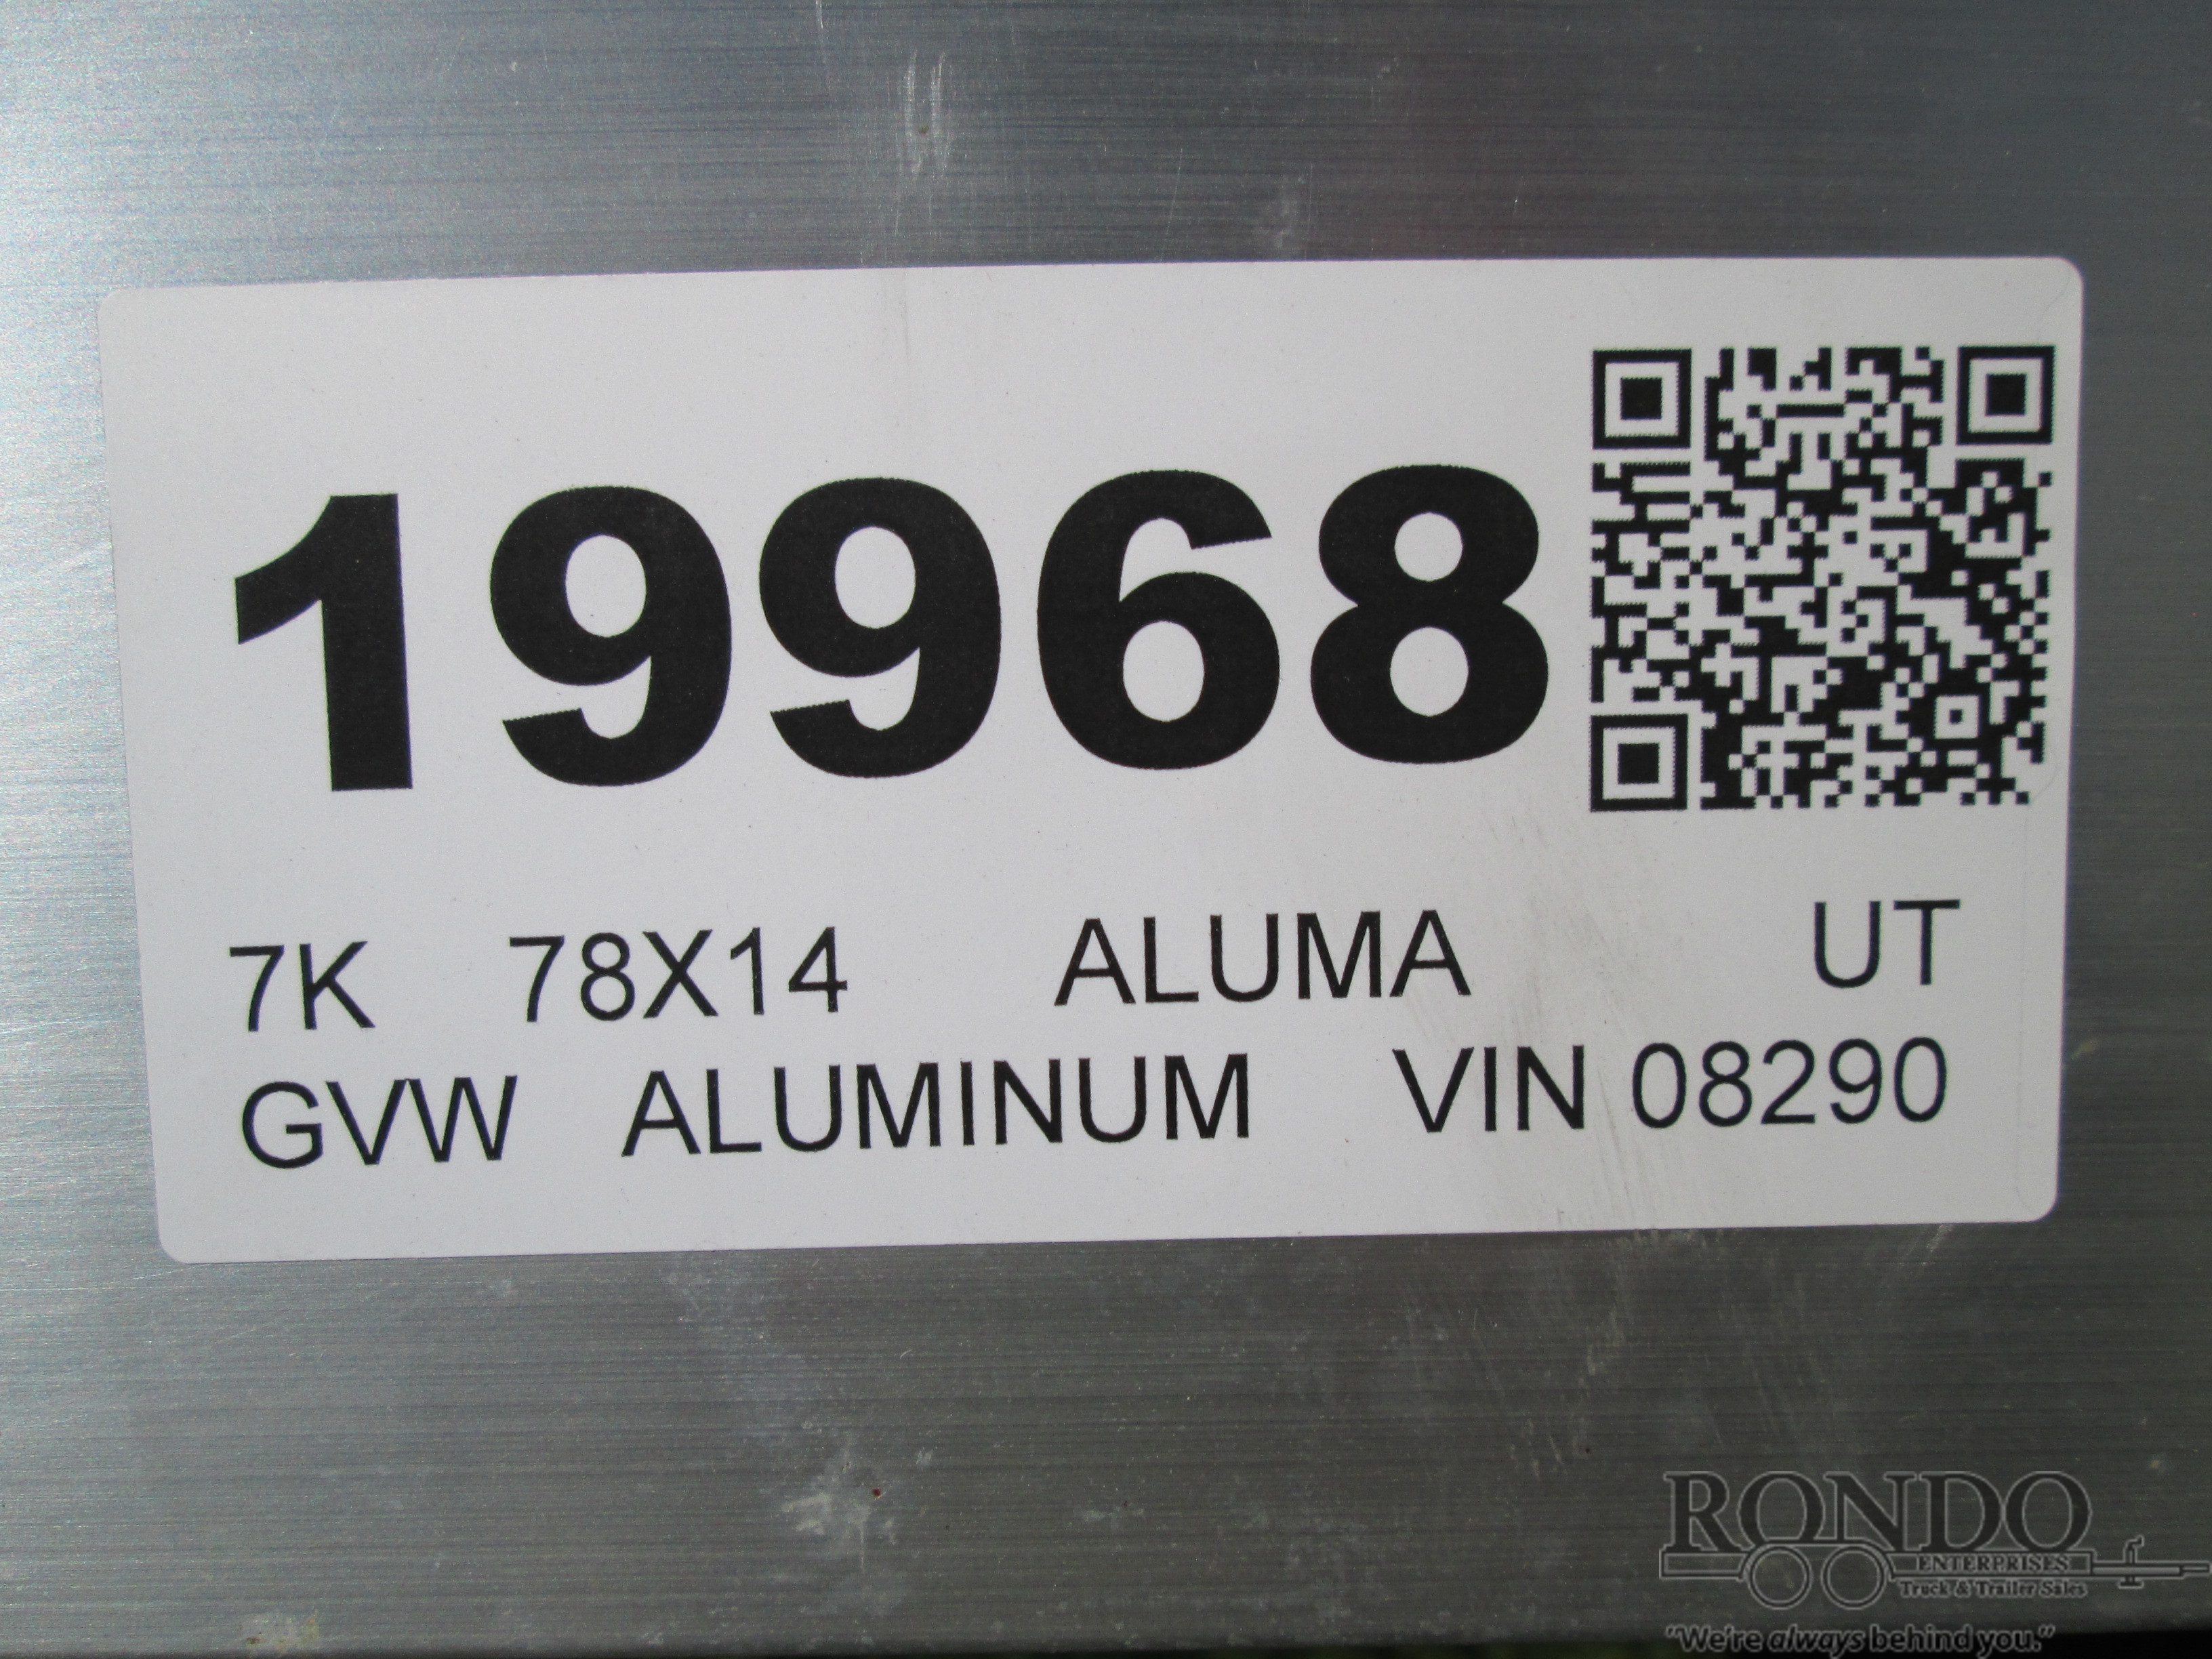 19968
7K 78X14 ALUMA UT
GVW ALUMINUM VIN 08290
RONDO
ENTERPRISES
Truck & Trailer Sales
"We're always behind you."